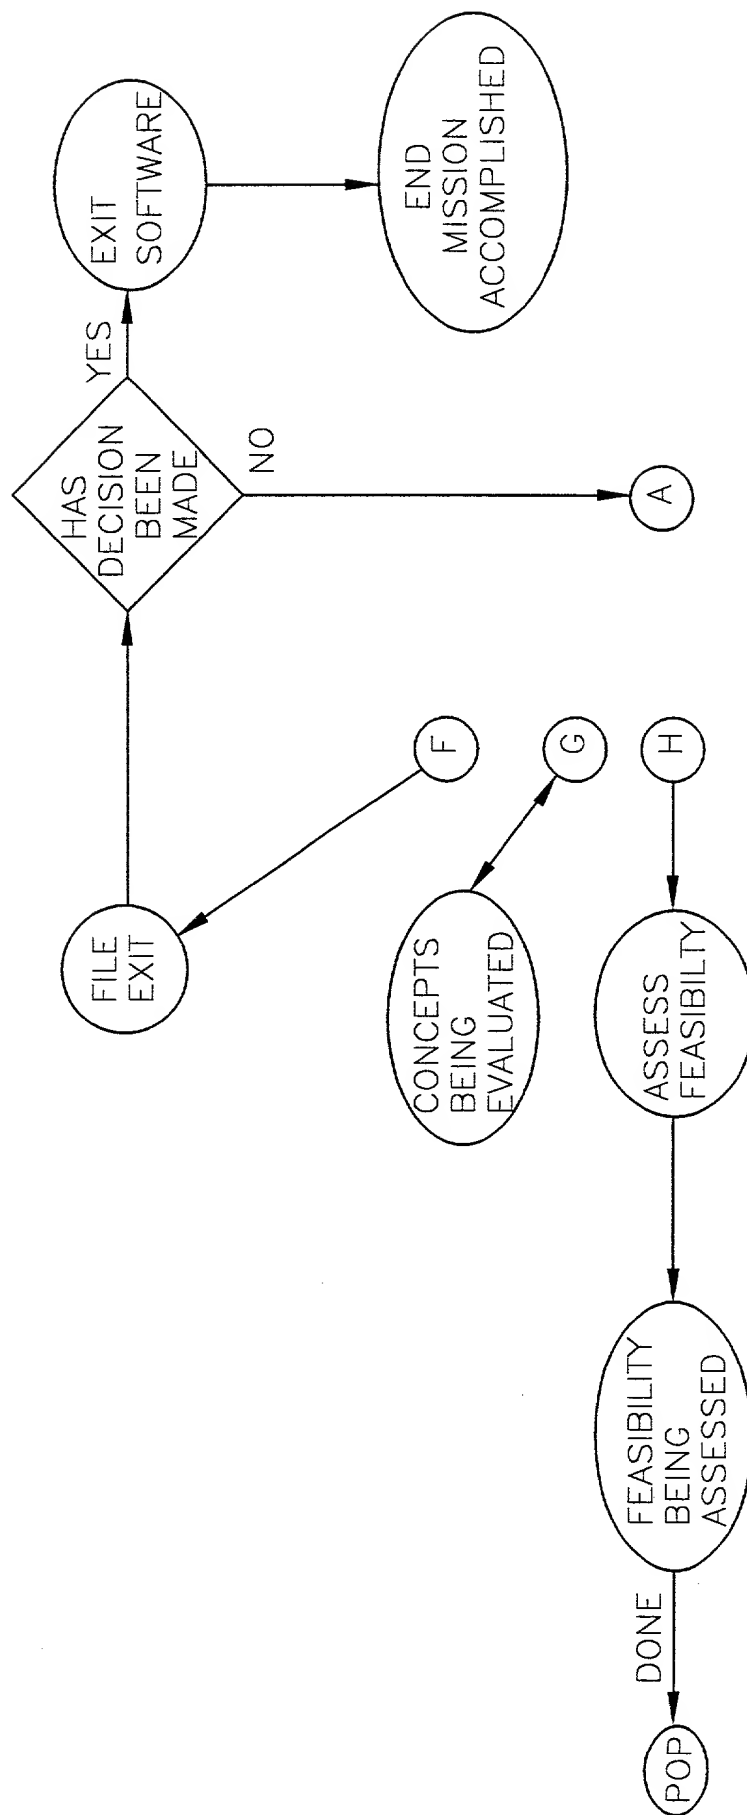 FILE
EXIT
HAS
DECISION
BEEN
MADE
YES
EXIT
SOFTWARE
NO
END
MISSION
ACCOMPLISHED
A
F
CONCEPTS
BEING
EVALUATED
G
H
ASSESS
FEASIBILTY
FEASIBILITY
BEING
ASSESSED
DONE
POP